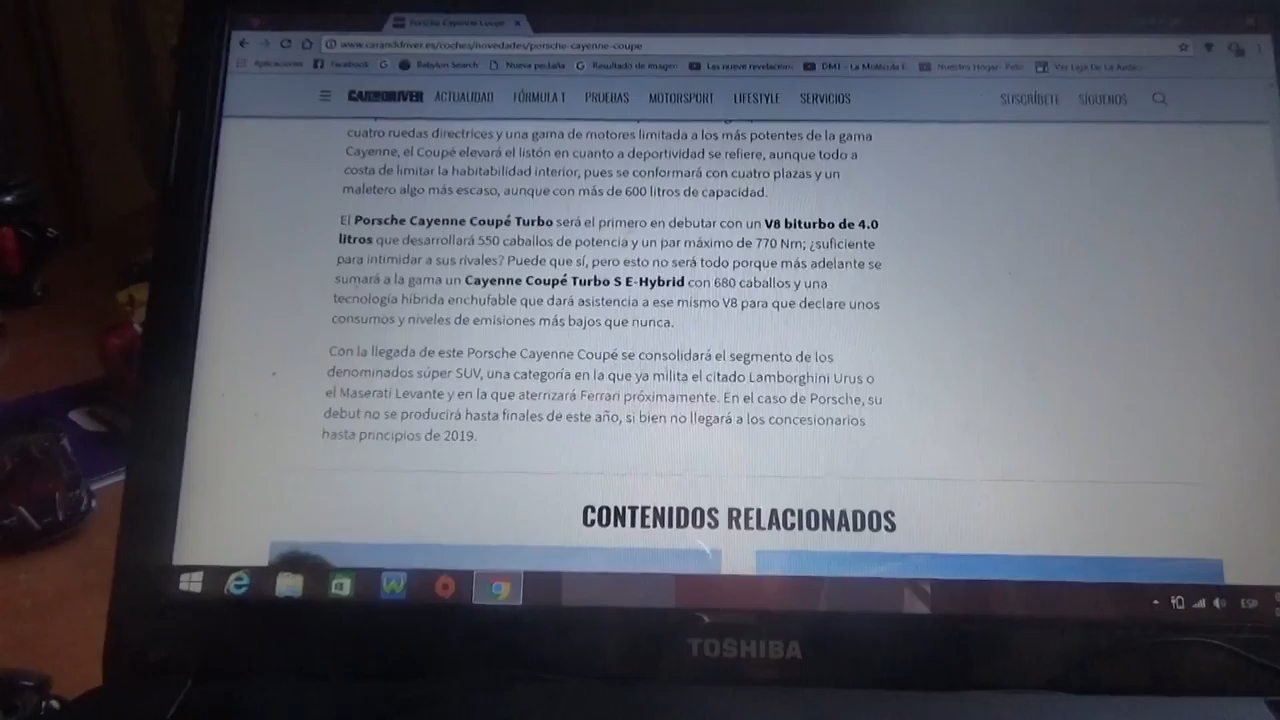 Porsche Cayenne Coupé
www.caranddriver.es/coches/novedades/porsche-cayenne-coupe
Aplicaciones Facebook Babylon Search Nueva pestaña Resultado de imagen Las nueve revelacion DMT - La Molécula
CAR AND DRIVER ACTUALIDAD FÓRMULA 1 PRUEBAS MOTORSPORT LIFESTYLE SERVICIOS SUSCRÍBETE SÍGUENOS
cuatro ruedas directrices y una gama de motores limitada a los más potentes de la gama
Cayenne, el Coupé elevará el listón en cuanto a deportividad se refiere, aunque todo a
costa de limitar la habitabilidad interior, pues se conformará con cuatro plazas y un
maletero algo más escaso, aunque con más de 600 litros de capacidad.
El Porsche Cayenne Coupé Turbo será el primero en debutar con un V8 biturbo de 4.0
litros que desarrollará 550 caballos de potencia y un par máximo de 770 Nm; ¿suficiente
para intimidar a sus rivales? Puede que sí, pero esto no será todo porque más adelante se
sumará a la gama un Cayenne Coupé Turbo S E-Hybrid con 680 caballos y una
tecnología híbrida enchufable que dará asistencia a ese mismo V8 para que declare unos
consumos y niveles de emisiones más bajos que nunca.
Con la llegada de este Porsche Cayenne Coupé se consolidará el segmento de los
denominados súper SUV, una categoría en la que ya milita el citado Lamborghini Urus o
el Maserati Levante y en la que aterrizará Ferrari próximamente. En el caso de Porsche, su
debut no se producirá hasta finales de este año, si bien no llegará a los concesionarios
hasta principios de 2019.
CONTENIDOS RELACIONADOS
ESP
TOSHIBA